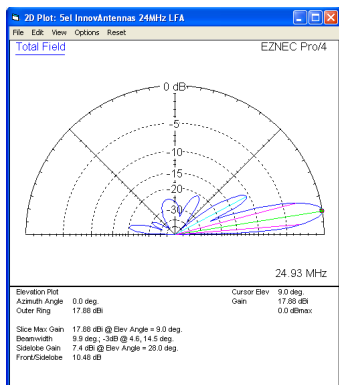 2D Plot: 5el InnovAntennas 24MHz LFA
File Edit View Options Reset
Total Field
EZNEC Pro/4
0 dB
-5
-10
-15
-20
-30
24.93 MHz
Elevation Plot
Azimuth Angle 0.0 deg.
Outer Ring 17.88 dBi
Cursor Elev 9.0 deg.
Gain 17.88 dBi
0.0 dBmax
Slice Max Gain 17.88 dBi @ Elev Angle = 9.0 deg.
Beamwidth 9.9 deg.; -3dB @ 4.6, 14.5 deg.
Sidelobe Gain 7.4 dBi @ Elev Angle = 28.0 deg.
Front/Sidelobe 10.48 dB